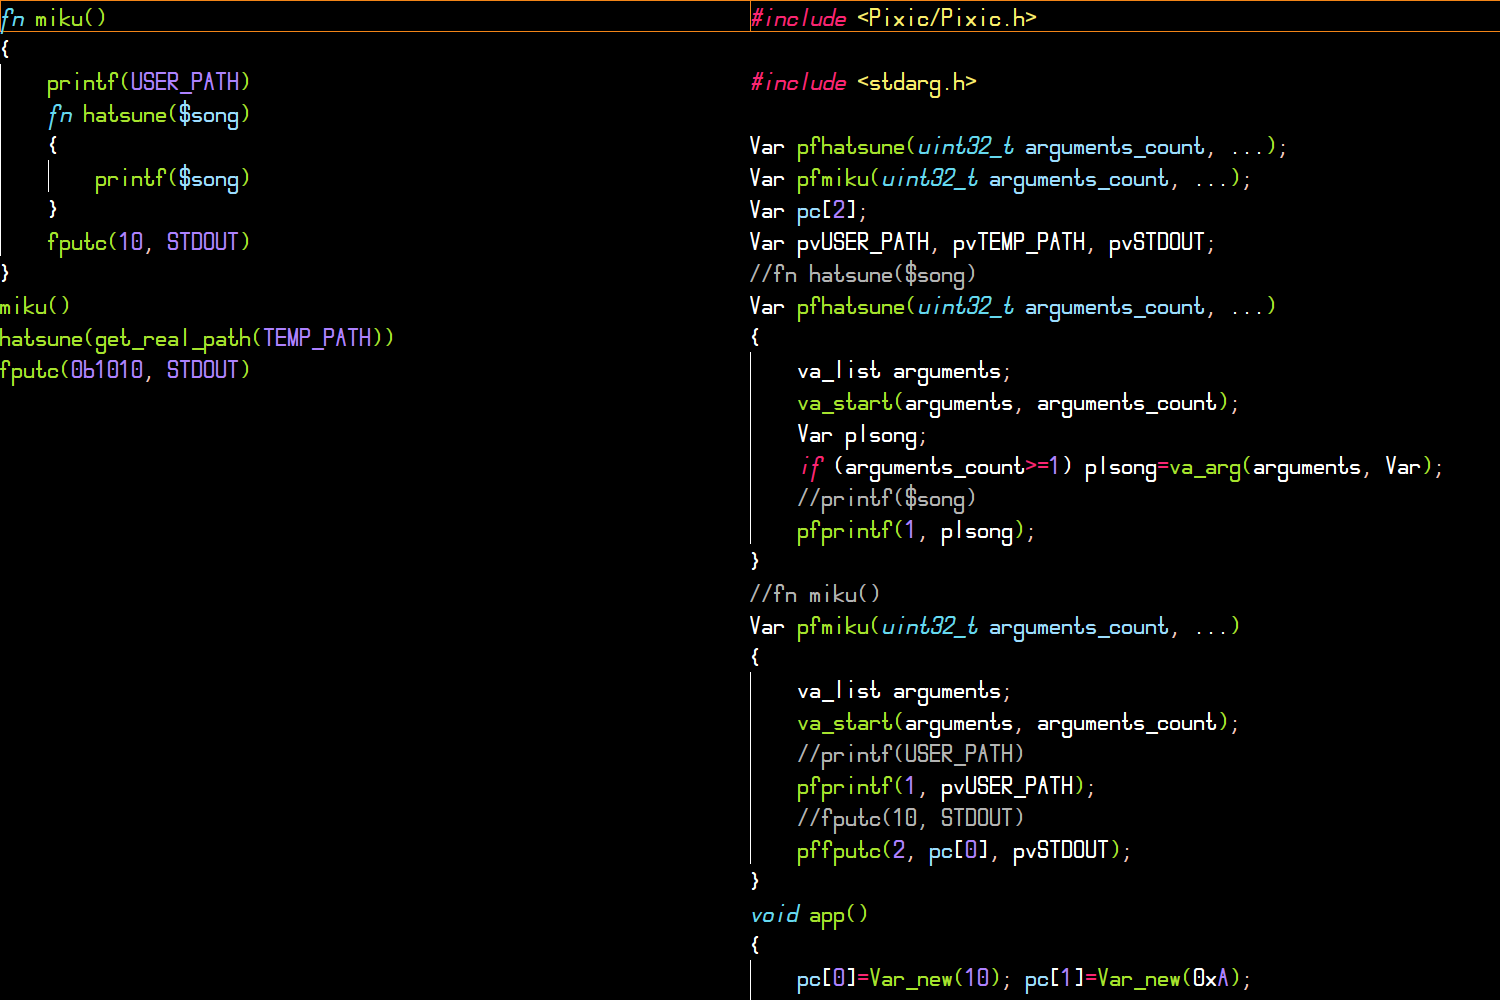 fn miku()
{
    printf(USER_PATH)
    fn hatsune($song)
    {
        printf($song)
    }
    fputc(10, STDOUT)
}
miku()
hatsune(get_real_path(TEMP_PATH))
fputc(0b1010, STDOUT)
#include <Pixic/Pixic.h>
#include <stdarg.h>
Var pfhatsune(uint32_t arguments_count, ...);
Var pfmiku(uint32_t arguments_count, ...);
Var pc[2];
Var pvUSER_PATH, pvTEMP_PATH, pvSTDOUT;
//fn hatsune($song)
Var pfhatsune(uint32_t arguments_count, ...)
{
    va_list arguments;
    va_start(arguments, arguments_count);
    Var plsong;
    if (arguments_count>=1) plsong=va_arg(arguments, Var);
    //printf($song)
    pfprintf(1, plsong);
}
//fn miku()
Var pfmiku(uint32_t arguments_count, ...)
{
    va_list arguments;
    va_start(arguments, arguments_count);
    //printf(USER_PATH)
    pfprintf(1, pvUSER_PATH);
    //fputc(10, STDOUT)
    pffputc(2, pc[0], pvSTDOUT);
}
void app()
{
    pc[0]=Var_new(10); pc[1]=Var_new(0xA);